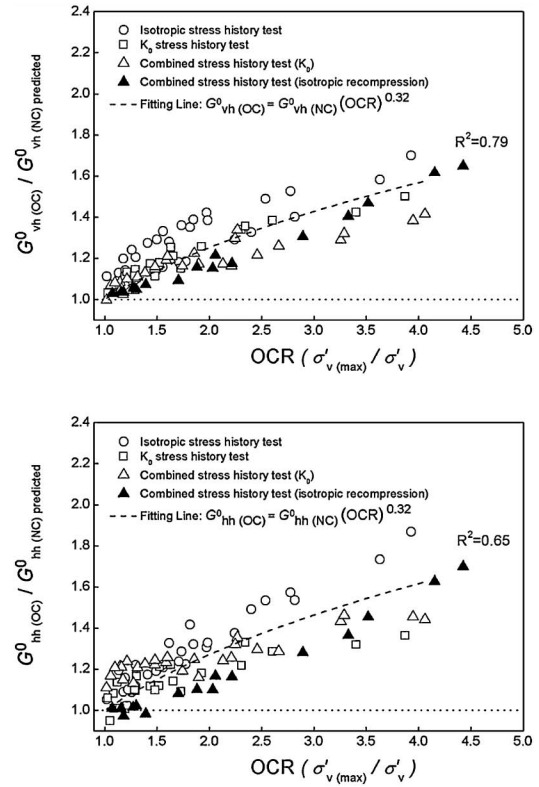 2.4
Isotropic stress history test
K₀ stress history test
2.2
Combined stress history test (K₀)
Combined stress history test (isotropic recompression)
2.0
Fitting Line: G⁰vh (OC) = G⁰vh (NC) (OCR)^0.32
1.8
R²=0.79
1.6
1.4
1.2
1.0
G⁰vh (OC) / G⁰vh (NC) predicted
1.0 1.5 2.0 2.5 3.0 3.5 4.0 4.5 5.0
OCR ( σ'v (max) / σ'v )
2.4
Isotropic stress history test
K₀ stress history test
2.2
Combined stress history test (K₀)
Combined stress history test (isotropic recompression)
2.0
Fitting Line: G⁰hh (OC) = G⁰hh (NC) (OCR)^0.32
1.8
R²=0.65
1.6
1.4
1.2
1.0
G⁰hh (OC) / G⁰hh (NC) predicted
1.0 1.5 2.0 2.5 3.0 3.5 4.0 4.5 5.0
OCR ( σ'v (max) / σ'v )